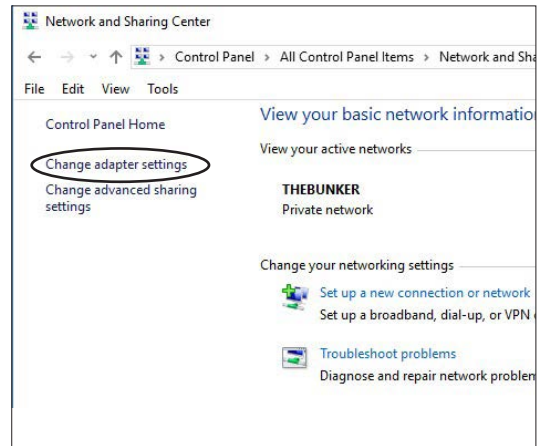 Network and Sharing Center
Control Panel > All Control Panel Items > Network and Sha
File Edit View Tools
Control Panel Home
Change adapter settings
Change advanced sharing
settings
View your basic network informatio
View your active networks
THEBUNKER
Private network
Change your networking settings
Set up a new connection or network
Set up a broadband, dial-up, or VPN
Troubleshoot problems
Diagnose and repair network problem